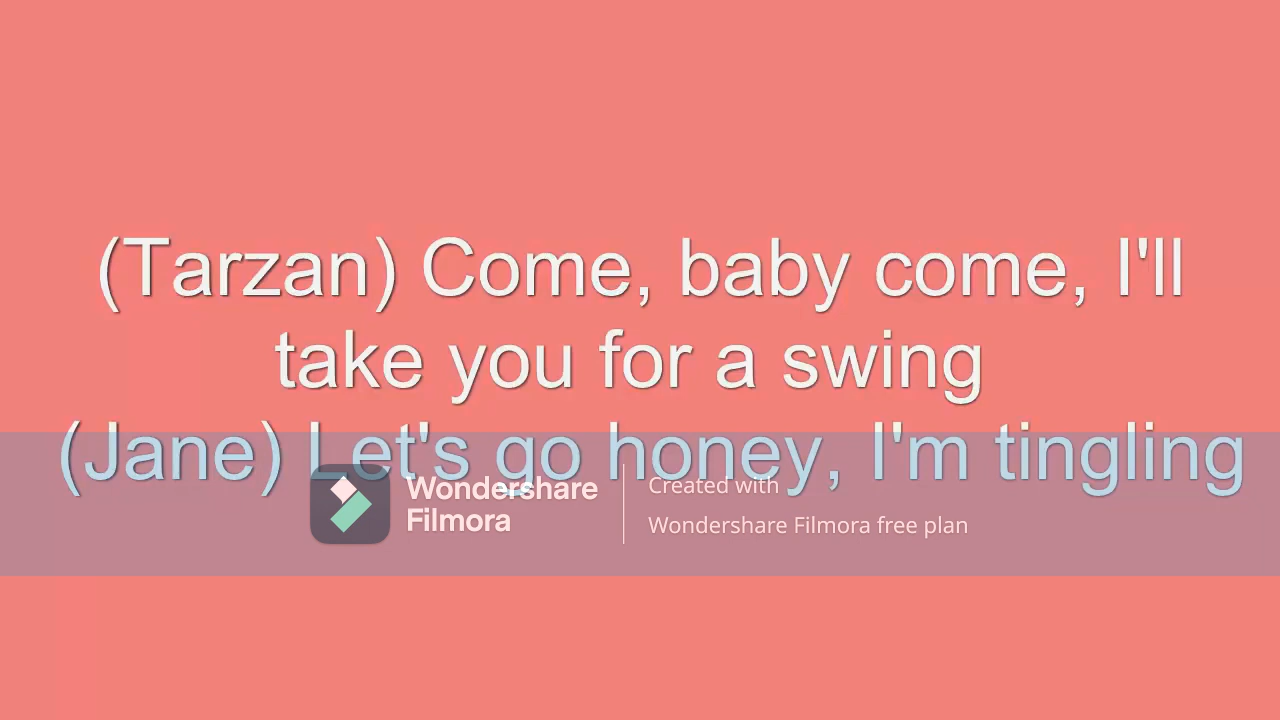 (Tarzan) Come, baby come, I'll
take you for a swing
(Jane) Let's go honey, I'm tingling
Wondershare
Filmora
Created with
Wondershare Filmora free plan